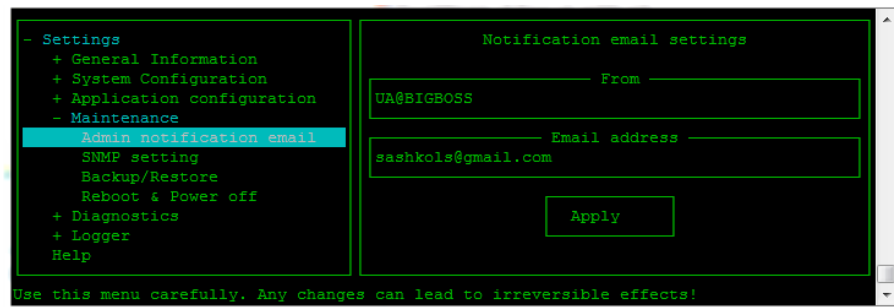 - Settings
+ General Information
+ System Configuration
+ Application configuration
- Maintenance
Admin notification email
SNMP setting
Backup/Restore
Reboot & Power off
+ Diagnostics
+ Logger
Help
Notification email settings
From
UA@BIGBOSS
Email address
sashkols@gmail.com
Apply
Use this menu carefully. Any changes can lead to irreversible effects!